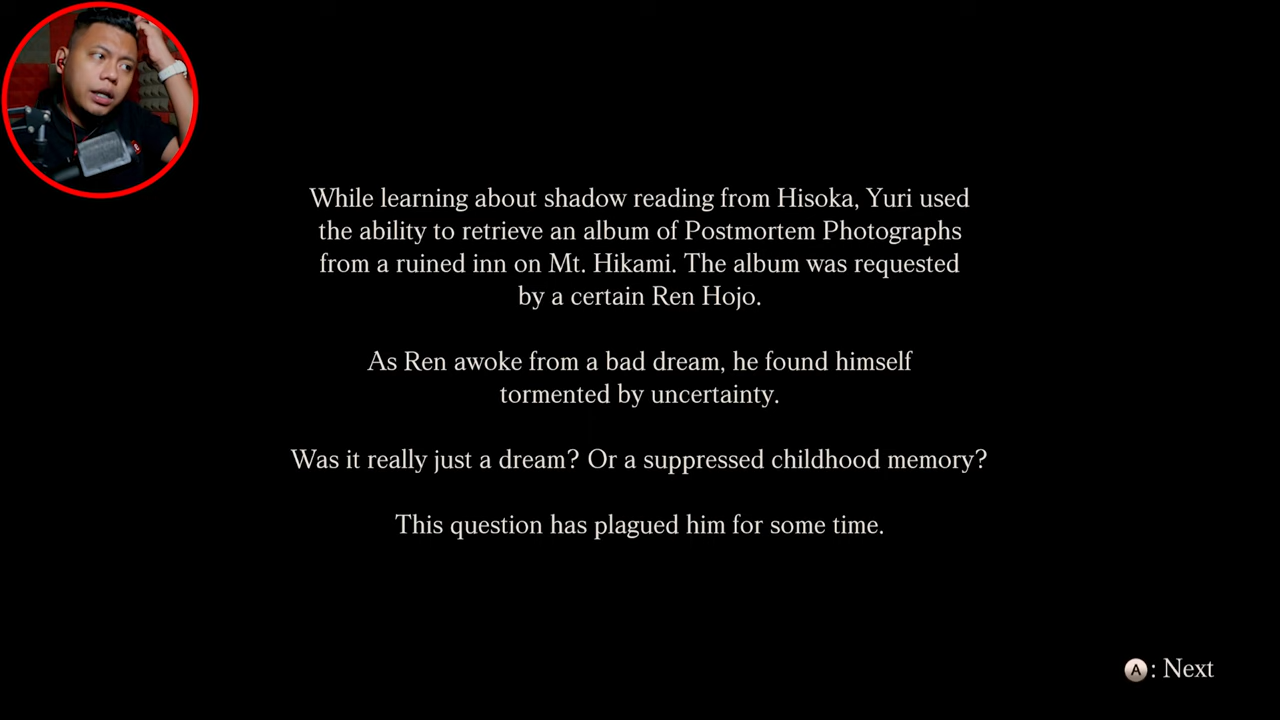 While learning about shadow reading from Hisoka, Yuri used
the ability to retrieve an album of Postmortem Photographs
from a ruined inn on Mt. Hikami. The album was requested
by a certain Ren Hojo.
As Ren awoke from a bad dream, he found himself
tormented by uncertainty.
Was it really just a dream? Or a suppressed childhood memory?
This question has plagued him for some time.
A: Next